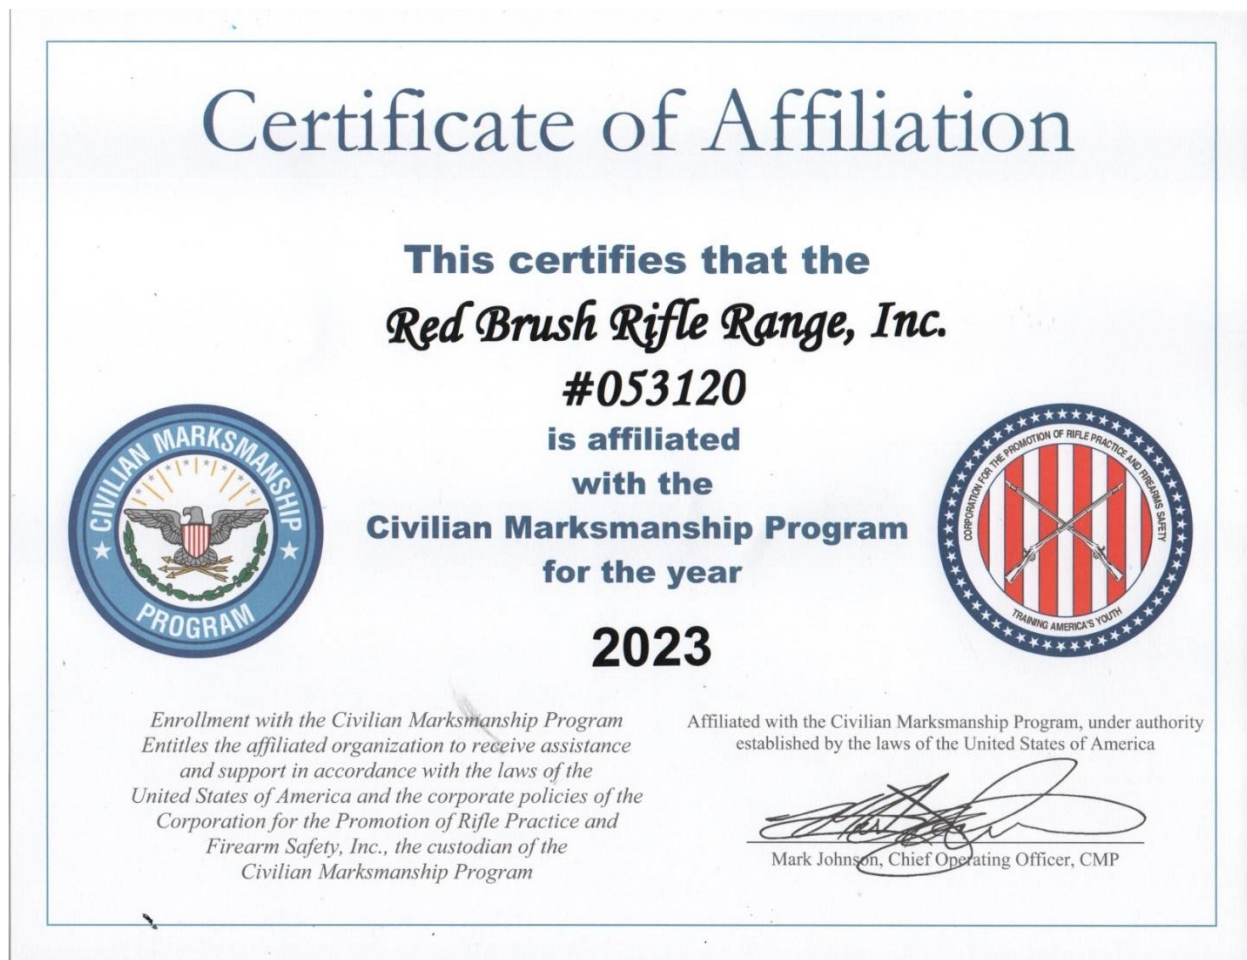 Certificate of Affiliation
This certifies that the
Red Brush Rifle Range, Inc.
#053120
is affiliated
with the
Civilian Marksmanship Program
for the year
2023
CIVILIAN MARKSMANSHIP
PROGRAM
CORPORATION FOR THE PROMOTION OF RIFLE PRACTICE AND FIREARMS SAFETY
TRAINING AMERICA'S YOUTH
Enrollment with the Civilian Marksmanship Program
Entitles the affiliated organization to receive assistance
and support in accordance with the laws of the
United States of America and the corporate policies of the
Corporation for the Promotion of Rifle Practice and
Firearm Safety, Inc., the custodian of the
Civilian Marksmanship Program
Affiliated with the Civilian Marksmanship Program, under authority
established by the laws of the United States of America
Mark Johnson, Chief Operating Officer, CMP